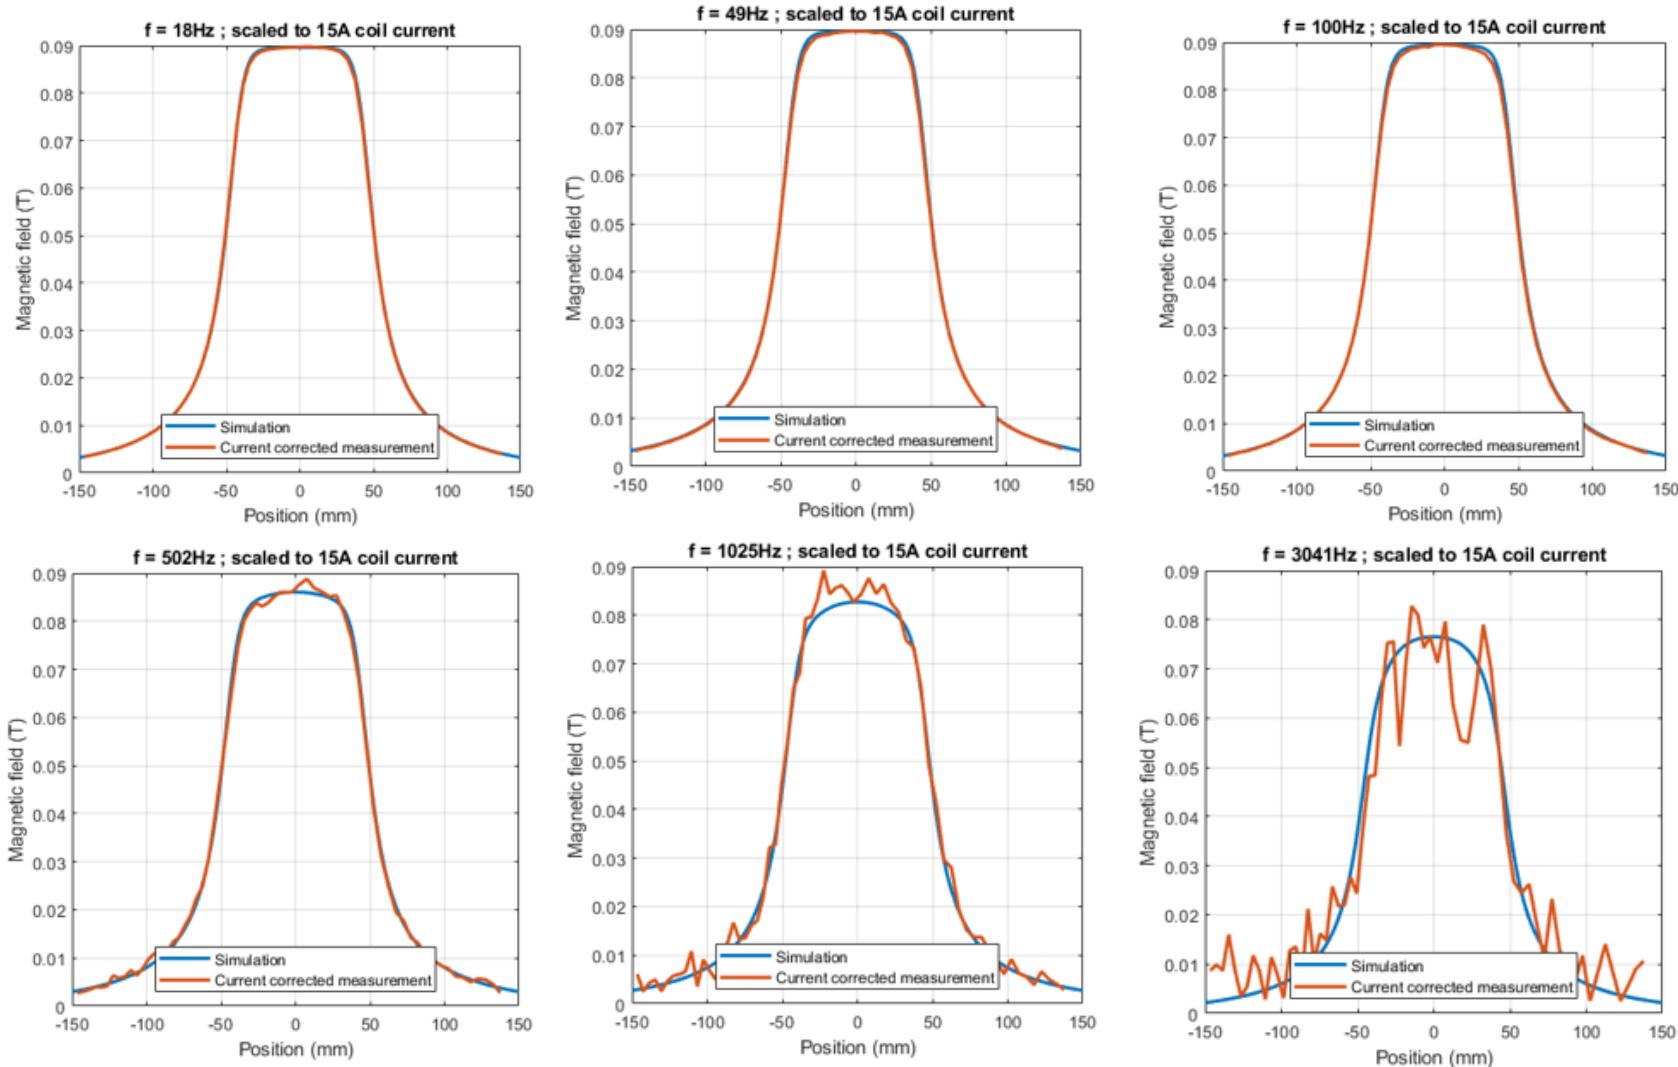 f = 18Hz ; scaled to 15A coil current
0.09
0.08
0.07
0.06
0.05
0.04
0.03
0.02
0.01
0
Magnetic field (T)
Simulation
Current corrected measurement
-150 -100 -50 0 50 100 150
Position (mm)
f = 49Hz ; scaled to 15A coil current
0.09
0.08
0.07
0.06
0.05
0.04
0.03
0.02
0.01
0
Magnetic field (T)
Simulation
Current corrected measurement
-150 -100 -50 0 50 100 150
Position (mm)
f = 100Hz ; scaled to 15A coil current
0.09
0.08
0.07
0.06
0.05
0.04
0.03
0.02
0.01
0
Magnetic field (T)
Simulation
Current corrected measurement
-150 -100 -50 0 50 100 150
Position (mm)
f = 502Hz ; scaled to 15A coil current
0.09
0.08
0.07
0.06
0.05
0.04
0.03
0.02
0.01
0
Magnetic field (T)
Simulation
Current corrected measurement
-150 -100 -50 0 50 100 150
Position (mm)
f = 1025Hz ; scaled to 15A coil current
0.09
0.08
0.07
0.06
0.05
0.04
0.03
0.02
0.01
0
Magnetic field (T)
Simulation
Current corrected measurement
-150 -100 -50 0 50 100 150
Position (mm)
f = 3041Hz ; scaled to 15A coil current
0.09
0.08
0.07
0.06
0.05
0.04
0.03
0.02
0.01
0
Magnetic field (T)
Simulation
Current corrected measurement
-150 -100 -50 0 50 100 150
Position (mm)